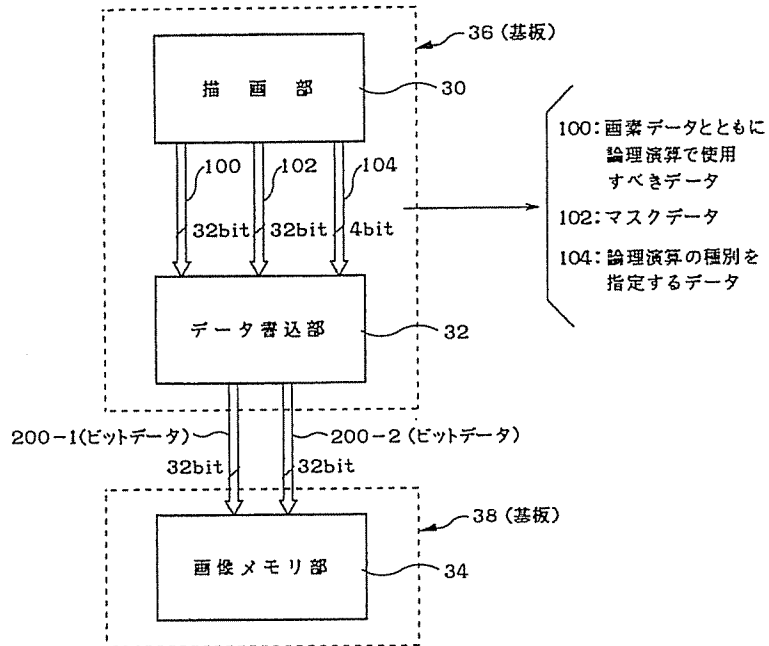 36 (基板)
描画部
30
100
102
104
32bit
32bit
4bit
100:画素データとともに
論理演算で使用
すべきデータ
102:マスクデータ
104:論理演算の種別を
指定するデータ
データ書込部
32
200-1(ビットデータ)
200-2(ビットデータ)
32bit
32bit
38 (基板)
画像メモリ部
34